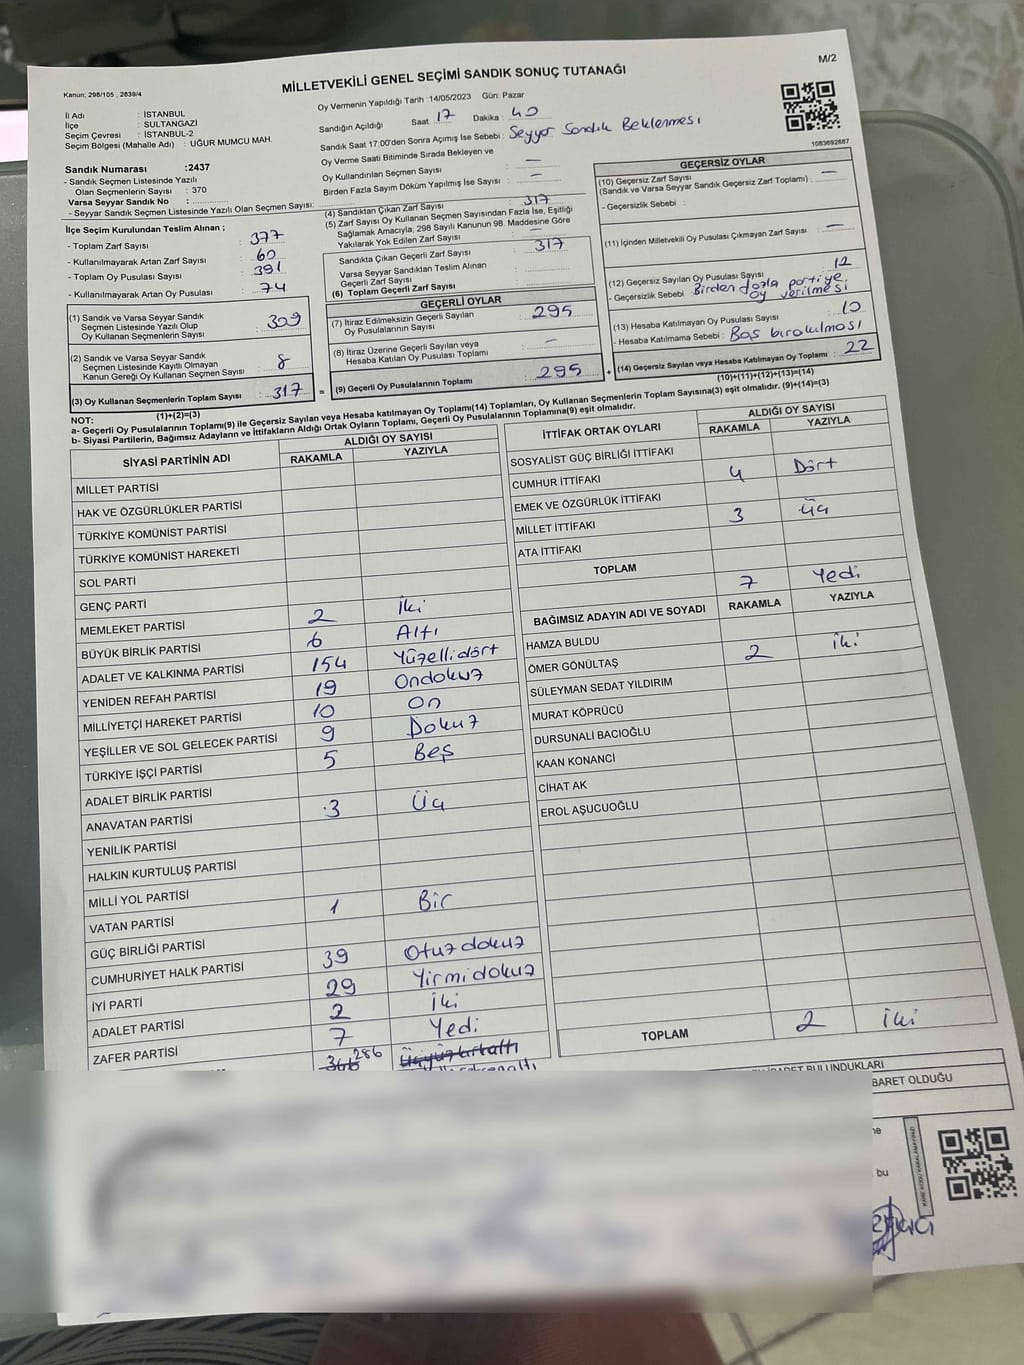 M/2
MİLLETVEKİLİ GENEL SEÇİMİ SANDIK SONUÇ TUTANAĞI
Kanun; 298/105 , 2839/4
Oy Vermenin Yapıldığı Tarih :14/05/2023 Gün: Pazar
İl Adı : İSTANBUL
İlçe : SULTANGAZİ
Seçim Çevresi : İSTANBUL-2
Seçim Bölgesi (Mahalle Adı) : UĞUR MUMCU MAH.
Sandığın Açıldığı Saat: 17 Dakika : 40
Sandık Saat 17:00'den Sonra Açımış İse Sebebi: Seyyar Sandık Beklenmesi
Oy Verme Saati Bitiminde Sırada Bekleyen ve
Oy Kullandırılan Seçmen Sayısı : —
Birden Fazla Sayım Döküm Yapılmış İse Sayısı : —
1083692887
Sandık Numarası :2437
- Sandık Seçmen Listesinde Yazılı
Olan Seçmenlerin Sayısı : 370
Varsa Seyyar Sandık No :
- Seyyar Sandık Seçmen Listesinde Yazılı Olan Seçmen Sayısı:
İlçe Seçim Kurulundan Teslim Alınan ;
- Toplam Zarf Sayısı : 377
- Kullanılmayarak Artan Zarf Sayısı : 60
- Toplam Oy Pusulası Sayısı : 391
- Kullanılmayarak Artan Oy Pusulası : 74
(1) Sandık ve Varsa Seyyar Sandık
Seçmen Listesinde Yazılı Olup
Oy Kullanan Seçmenlerin Sayısı : 309
(2) Sandık ve Varsa Seyyar Sandık
Seçmen Listesinde Kayıtlı Olmayan
Kanun Gereği Oy Kullanan Seçmen Sayısı : 8
(3) Oy Kullanan Seçmenlerin Toplam Sayısı : 317
(1)+(2)=(3)
(4) Sandıktan Çıkan Zarf Sayısı : 317
(5) Zarf Sayısı Oy Kullanan Seçmen Sayısından Fazla İse, Eşitliği
Sağlamak Amacıyla; 298 Sayılı Kanunun 98. Maddesine Göre
Yakılarak Yok Edilen Zarf Sayısı : —
Sandıkta Çıkan Geçerli Zarf Sayısı : 317
Varsa Seyyar Sandıktan Teslim Alınan
Geçerli Zarf Sayısı :
(6) Toplam Geçerli Zarf Sayısı :
GEÇERLİ OYLAR
(7) İtiraz Edilmeksizin Geçerli Sayılan
Oy Pusulalarının Sayısı : 295
(8) İtiraz Üzerine Geçerli Sayılan veya
Hesaba Katılan Oy Pusulası Toplamı : —
= (9) Geçerli Oy Pusulalarının Toplamı : 295
GEÇERSİZ OYLAR
(10) Geçersiz Zarf Sayısı : —
(Sandık ve Varsa Seyyar Sandık Geçersiz Zarf Toplamı)
- Geçersizlik Sebebi :
(11) İçinden Milletvekili Oy Pusulası Çıkmayan Zarf Sayısı : —
(12) Geçersiz Sayılan Oy Pusulası Sayısı : 12
- Geçersizlik Sebebi : Birden fazla partiye
oy verilmesi
(13) Hesaba Katılmayan Oy Pusulası Sayısı : 10
- Hesaba Katılmama Sebebi : Boş bırakılması
+ (14) Geçersiz Sayılan veya Hesaba Katılmayan Oy Toplamı : 22
(10)+(11)+(12)+(13)=(14)
NOT:
a- Geçerli Oy Pusulalarının Toplamı(9) ile Geçersiz Sayılan veya Hesaba katılmayan Oy Toplamı(14) Toplamları, Oy Kullanan Seçmenlerin Toplam Sayısına(3) eşit olmalıdır. (9)+(14)=(3)
b- Siyasi Partilerin, Bağımsız Adayların ve İttifakların Aldığı Ortak Oyların Toplamı, Geçerli Oy Pusulalarının Toplamına(9) eşit olmalıdır.
SİYASİ PARTİNİN ADI
ALDIĞI OY SAYISI
RAKAMLA YAZIYLA
MİLLET PARTİSİ
HAK VE ÖZGÜRLÜKLER PARTİSİ
TÜRKİYE KOMÜNİST PARTİSİ
TÜRKİYE KOMÜNİST HAREKETİ
SOL PARTİ
GENÇ PARTİ
MEMLEKET PARTİSİ 2 İki
BÜYÜK BİRLİK PARTİSİ 6 Altı
ADALET VE KALKINMA PARTİSİ 154 Yüzellidört
YENİDEN REFAH PARTİSİ 19 Ondokuz
MİLLİYETÇİ HAREKET PARTİSİ 10 On
YEŞİLLER VE SOL GELECEK PARTİSİ 9 Dokuz
TÜRKİYE İŞÇİ PARTİSİ 5 Beş
ADALET BİRLİK PARTİSİ
ANAVATAN PARTİSİ 3 Üç
YENİLİK PARTİSİ
HALKIN KURTULUŞ PARTİSİ
MİLLİ YOL PARTİSİ
VATAN PARTİSİ 1 Bir
GÜÇ BİRLİĞİ PARTİSİ
CUMHURİYET HALK PARTİSİ 39 Otuzdokuz
İYİ PARTİ 29 Yirmidokuz
ADALET PARTİSİ 2 İki
ZAFER PARTİSİ 7 Yedi
346 286 Üçyüzkırkaltı
İTTİFAK ORTAK OYLARI
ALDIĞI OY SAYISI
RAKAMLA YAZIYLA
SOSYALİST GÜÇ BİRLİĞİ İTTİFAKI
CUMHUR İTTİFAKI 4 Dört
EMEK VE ÖZGÜRLÜK İTTİFAKI
MİLLET İTTİFAKI 3 Üç
ATA İTTİFAKI
TOPLAM 7 Yedi
BAĞIMSIZ ADAYIN ADI VE SOYADI RAKAMLA YAZIYLA
HAMZA BULDU
ÖMER GÖNÜLTAŞ 2 İki
SÜLEYMAN SEDAT YILDIRIM
MURAT KÖPRÜCÜ
DURSUNALİ BACIOĞLU
KAAN KONANCİ
CİHAT AK
EROL AŞUCUOĞLU
TOPLAM 2 İki
BULUNDUKLARI
BARET OLDUĞU
bu